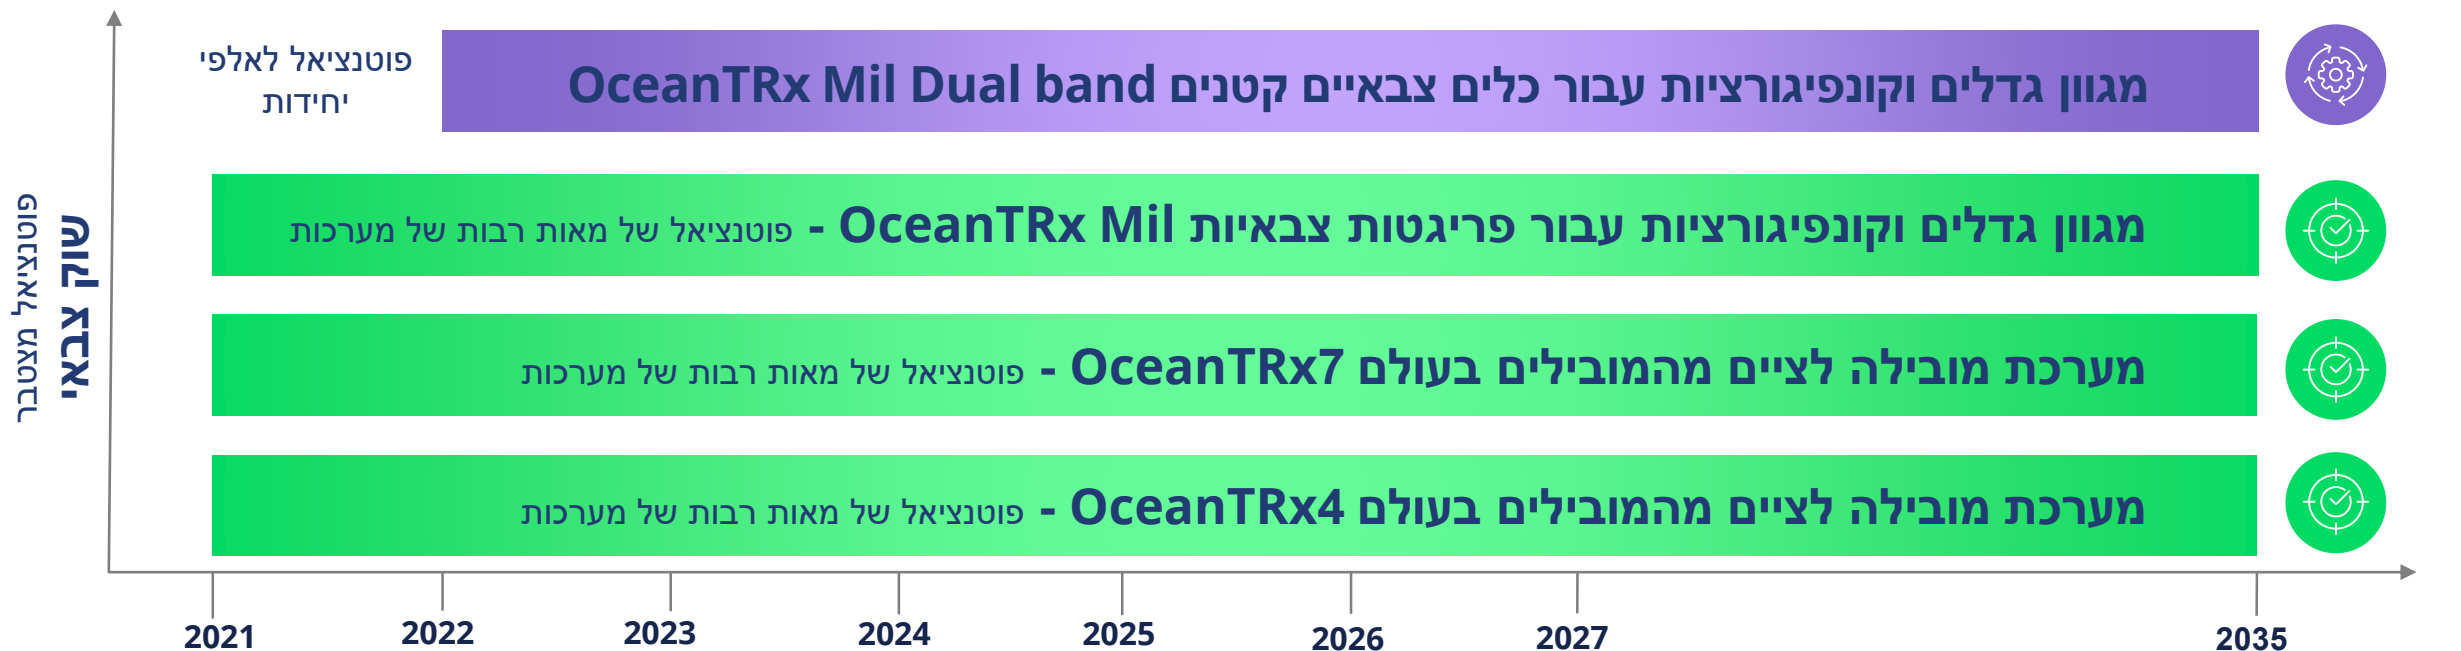 פוטנציאל לאלפי
יחידות
מגוון גדלים וקונפיגורציות עבור כלים צבאיים קטנים OceanTRx Mil Dual band
מגוון גדלים וקונפיגורציות עבור פריגטות צבאיות OceanTRx Mil - פוטנציאל של מאות רבות של מערכות
מערכת מובילה לציים מהמובילים בעולם OceanTRx7 - פוטנציאל של מאות רבות של מערכות
מערכת מובילה לציים מהמובילים בעולם OceanTRx4 - פוטנציאל של מאות רבות של מערכות
פוטנציאל מצטבר
שוק צבאי
2021 2022 2023 2024 2025 2026 2027 2035